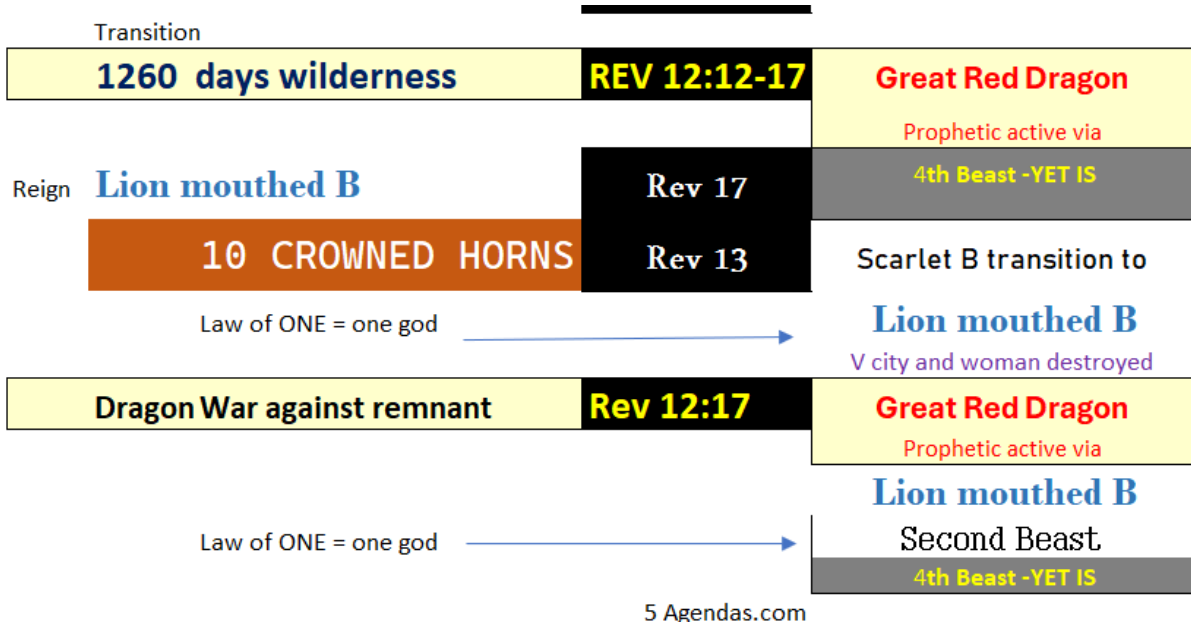 Transition
1260 days wilderness REV 12:12-17 Great Red Dragon
Prophetic active via
4th Beast -YET IS
Reign Lion mouthed B Rev 17
10 CROWNED HORNS Rev 13 Scarlet B transition to
Law of ONE = one god Lion mouthed B
V city and woman destroyed
Dragon War against remnant Rev 12:17 Great Red Dragon
Prophetic active via
Lion mouthed B
Law of ONE = one god Second Beast
4th Beast -YET IS
5 Agendas.com